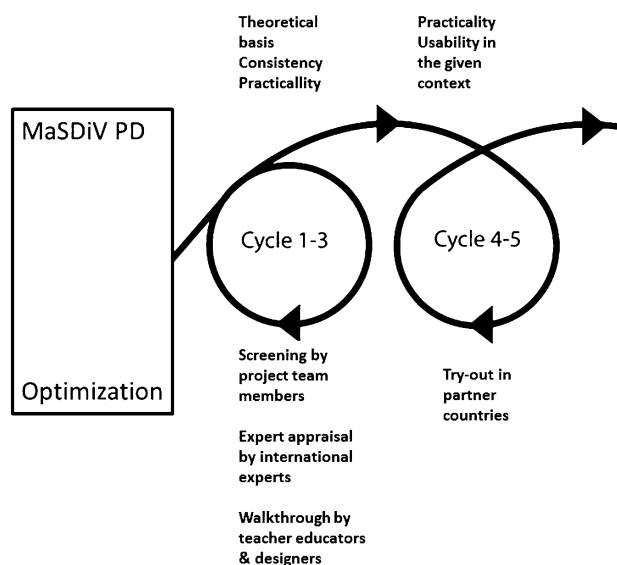 Theoretical
basis
Consistency
Practicallity
Practicality
Usability in
the given
context
MaSDiV PD
Optimization
Cycle 1-3
Cycle 4-5
Screening by
project team
members
Expert appraisal
by international
experts
Walkthrough by
teacher educators
& designers
Try-out in
partner
countries